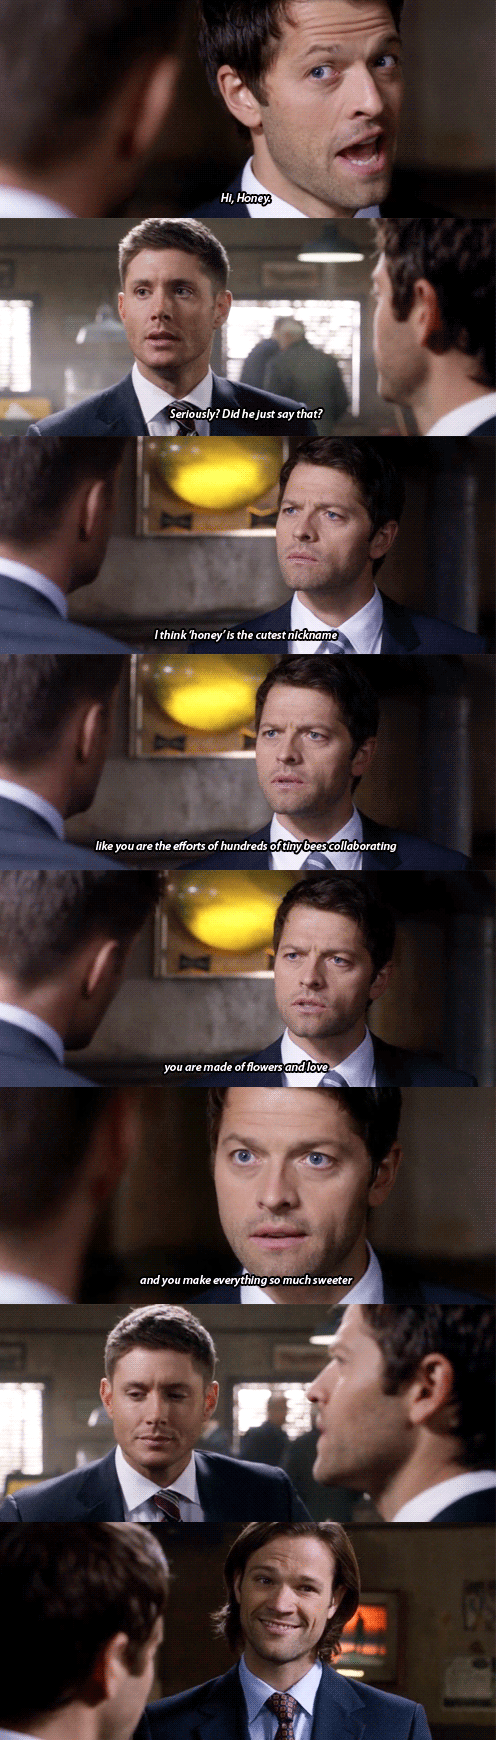 Hi, Honey.
Seriously? Did he just say that?
I think 'honey' is the cutest nickname
like you are the efforts of hundreds of tiny bees collaborating
you are made of flowers and love
and you make everything so much sweeter